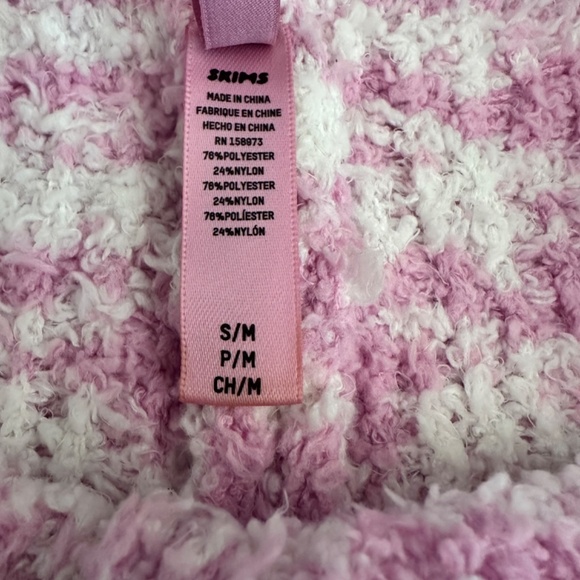 SKIMS
MADE IN CHINA
FABRIQUE EN CHINE
HECHO EN CHINA
RN 158973
76%POLYESTER
24%NYLON
76%POLYESTER
24%NYLON
76%POLÍESTER
24%NYLÓN
S/M
P/M
CH/M